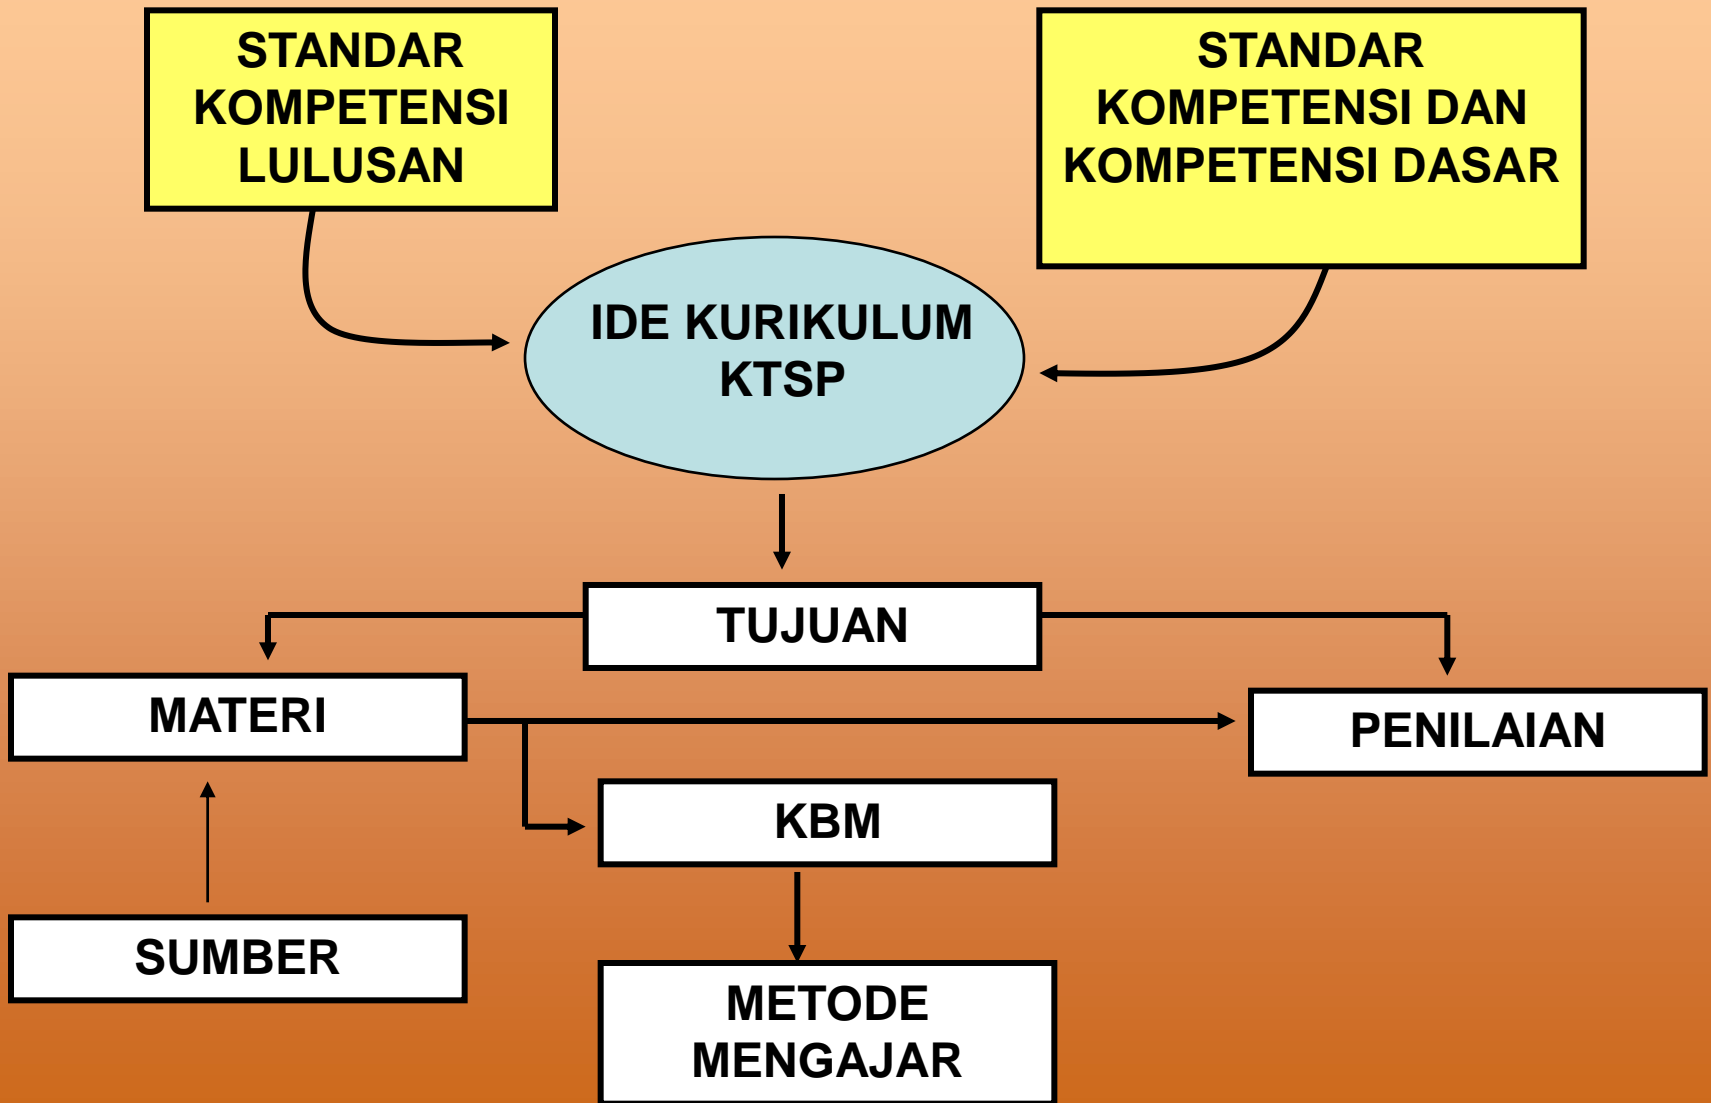 STANDAR
KOMPETENSI
LULUSAN
STANDAR
KOMPETENSI DAN
KOMPETENSI DASAR
IDE KURIKULUM
KTSP
TUJUAN
MATERI
PENILAIAN
KBM
SUMBER
METODE
MENGAJAR